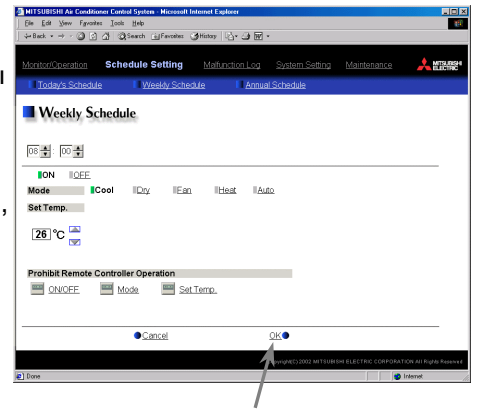 MITSUBISHI Air Conditioner Control System - Microsoft Internet Explorer
File Edit View Favorites Tools Help
Back Search Favorites History
Monitor/Operation Schedule Setting Malfunction Log System Setting Maintenance MITSUBISHI ELECTRIC
Today's Schedule Weekly Schedule Annual Schedule
Weekly Schedule
08 : 00
ON OFF
Mode Cool Dry Fan Heat Auto
Set Temp.
,
26 °C
Prohibit Remote Controller Operation
ON/OFF Mode Set Temp.
Cancel OK
pyright(C) 2002 MITSUBISHI ELECTRIC CORPORATION All Rights Reserved
Done Internet